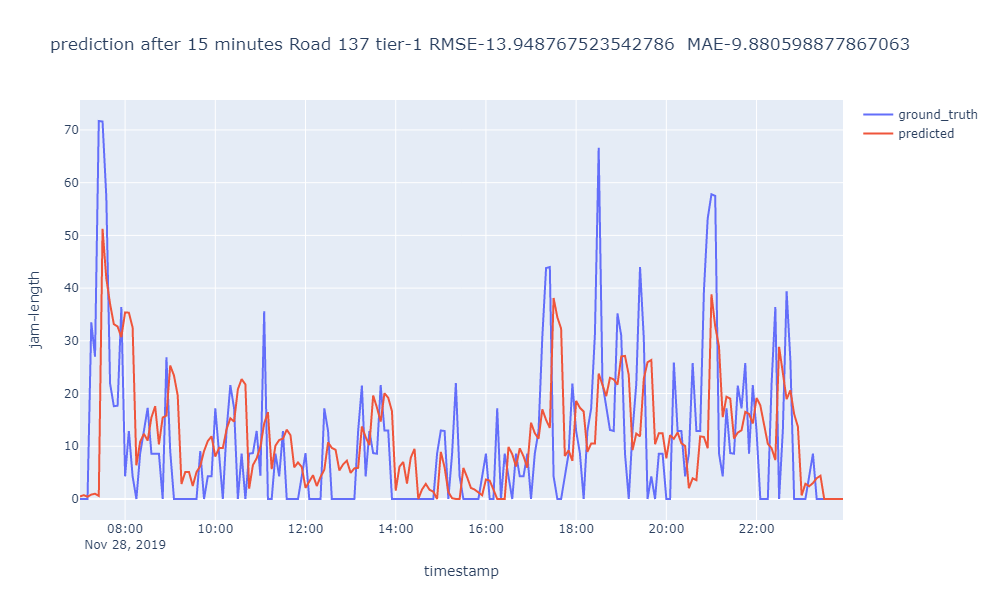 prediction after 15 minutes Road 137 tier-1 RMSE-13.948767523542786 MAE-9.880598877867063
ground_truth
predicted
70
60
50
40
30
20
10
0
jam-length
08:00 10:00 12:00 14:00 16:00 18:00 20:00 22:00
Nov 28, 2019
timestamp